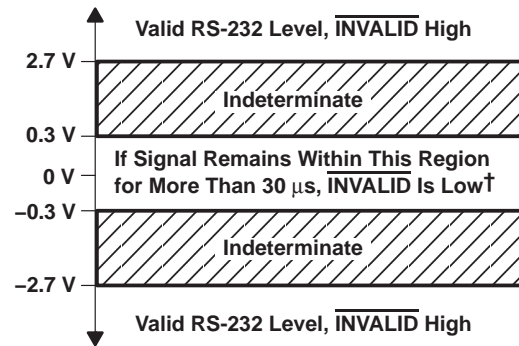 Valid RS-232 Level, INVALID High
2.7 V
Indeterminate
0.3 V
If Signal Remains Within This Region
0 V
for More Than 30 μs, INVALID Is Low†
−0.3 V
Indeterminate
−2.7 V
Valid RS-232 Level, INVALID High